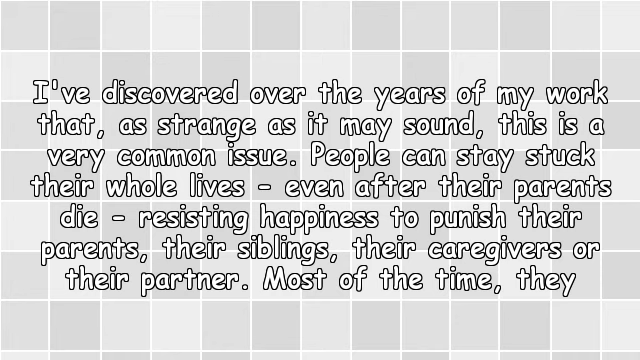 I've discovered over the years of my work
that, as strange as it may sound, this is a
very common issue. People can stay stuck
their whole lives – even after their parents
die – resisting happiness to punish their
parents, their siblings, their caregivers or
their partner. Most of the time, they